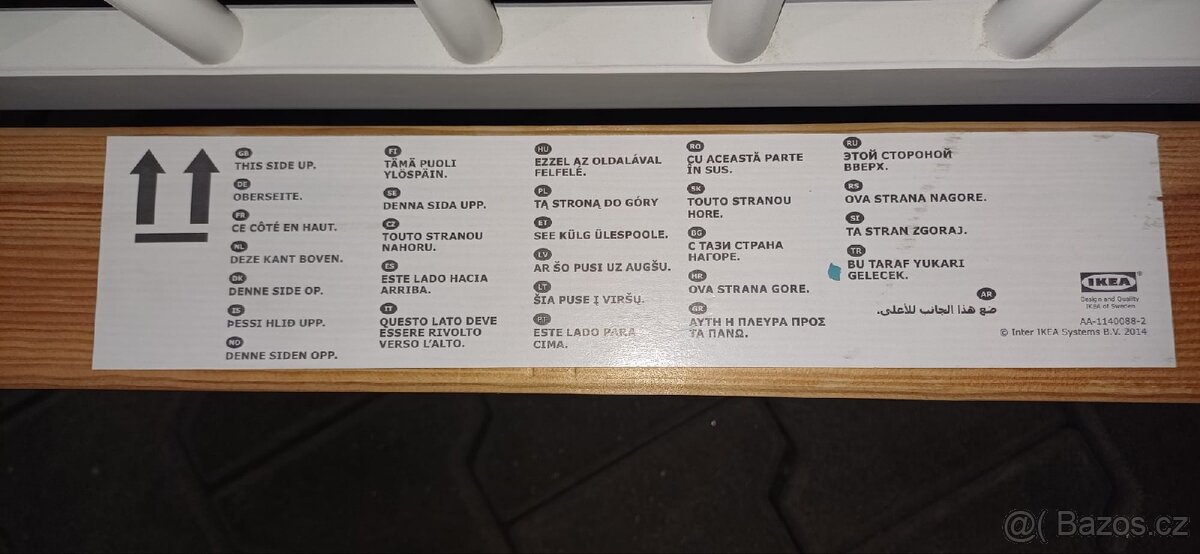 GB
THIS SIDE UP.
DE
OBERSEITE.
FR
CE CÔTÉ EN HAUT.
NL
DEZE KANT BOVEN.
DK
DENNE SIDE OP.
IS
ÞESSI HLIÐ UPP.
NO
DENNE SIDEN OPP.
FI
TÄMÄ PUOLI
YLÖSPÄIN.
SE
DENNA SIDA UPP.
CZ
TOUTO STRANOU
NAHORU.
ES
ESTE LADO HACIA
ARRIBA.
IT
QUESTO LATO DEVE
ESSERE RIVOLTO
VERSO L'ALTO.
HU
EZZEL AZ OLDALÁVAL
FELFELÉ.
PL
TĄ STRONĄ DO GÓRY
ET
SEE KÜLG ÜLESPOOLE.
LV
AR ŠO PUSI UZ AUGŠU.
LT
ŠIA PUSE Į VIRŠŲ.
PT
ESTE LADO PARA
CIMA.
RO
CU ACEASTĂ PARTE
ÎN SUS.
SK
TOUTO STRANOU
HORE.
BG
С ТАЗИ СТРАНА
НАГОРЕ.
HR
OVA STRANA GORE.
GR
ΑΥΤΗ Η ΠΛΕΥΡΑ ΠΡΟΣ
ΤΑ ΠΑΝΩ.
RU
ЭТОЙ СТОРОНОЙ
ВВЕРХ.
RS
OVA STRANA NAGORE.
SI
TA STRAN ZGORAJ.
TR
BU TARAF YUKARI
GELECEK.
AR
ضع هذا الجانب للأعلى.
IKEA
Design and Quality
IKEA of Sweden
AA-1140088-2
© Inter IKEA Systems B.V. 2014
@( Bazos.cz